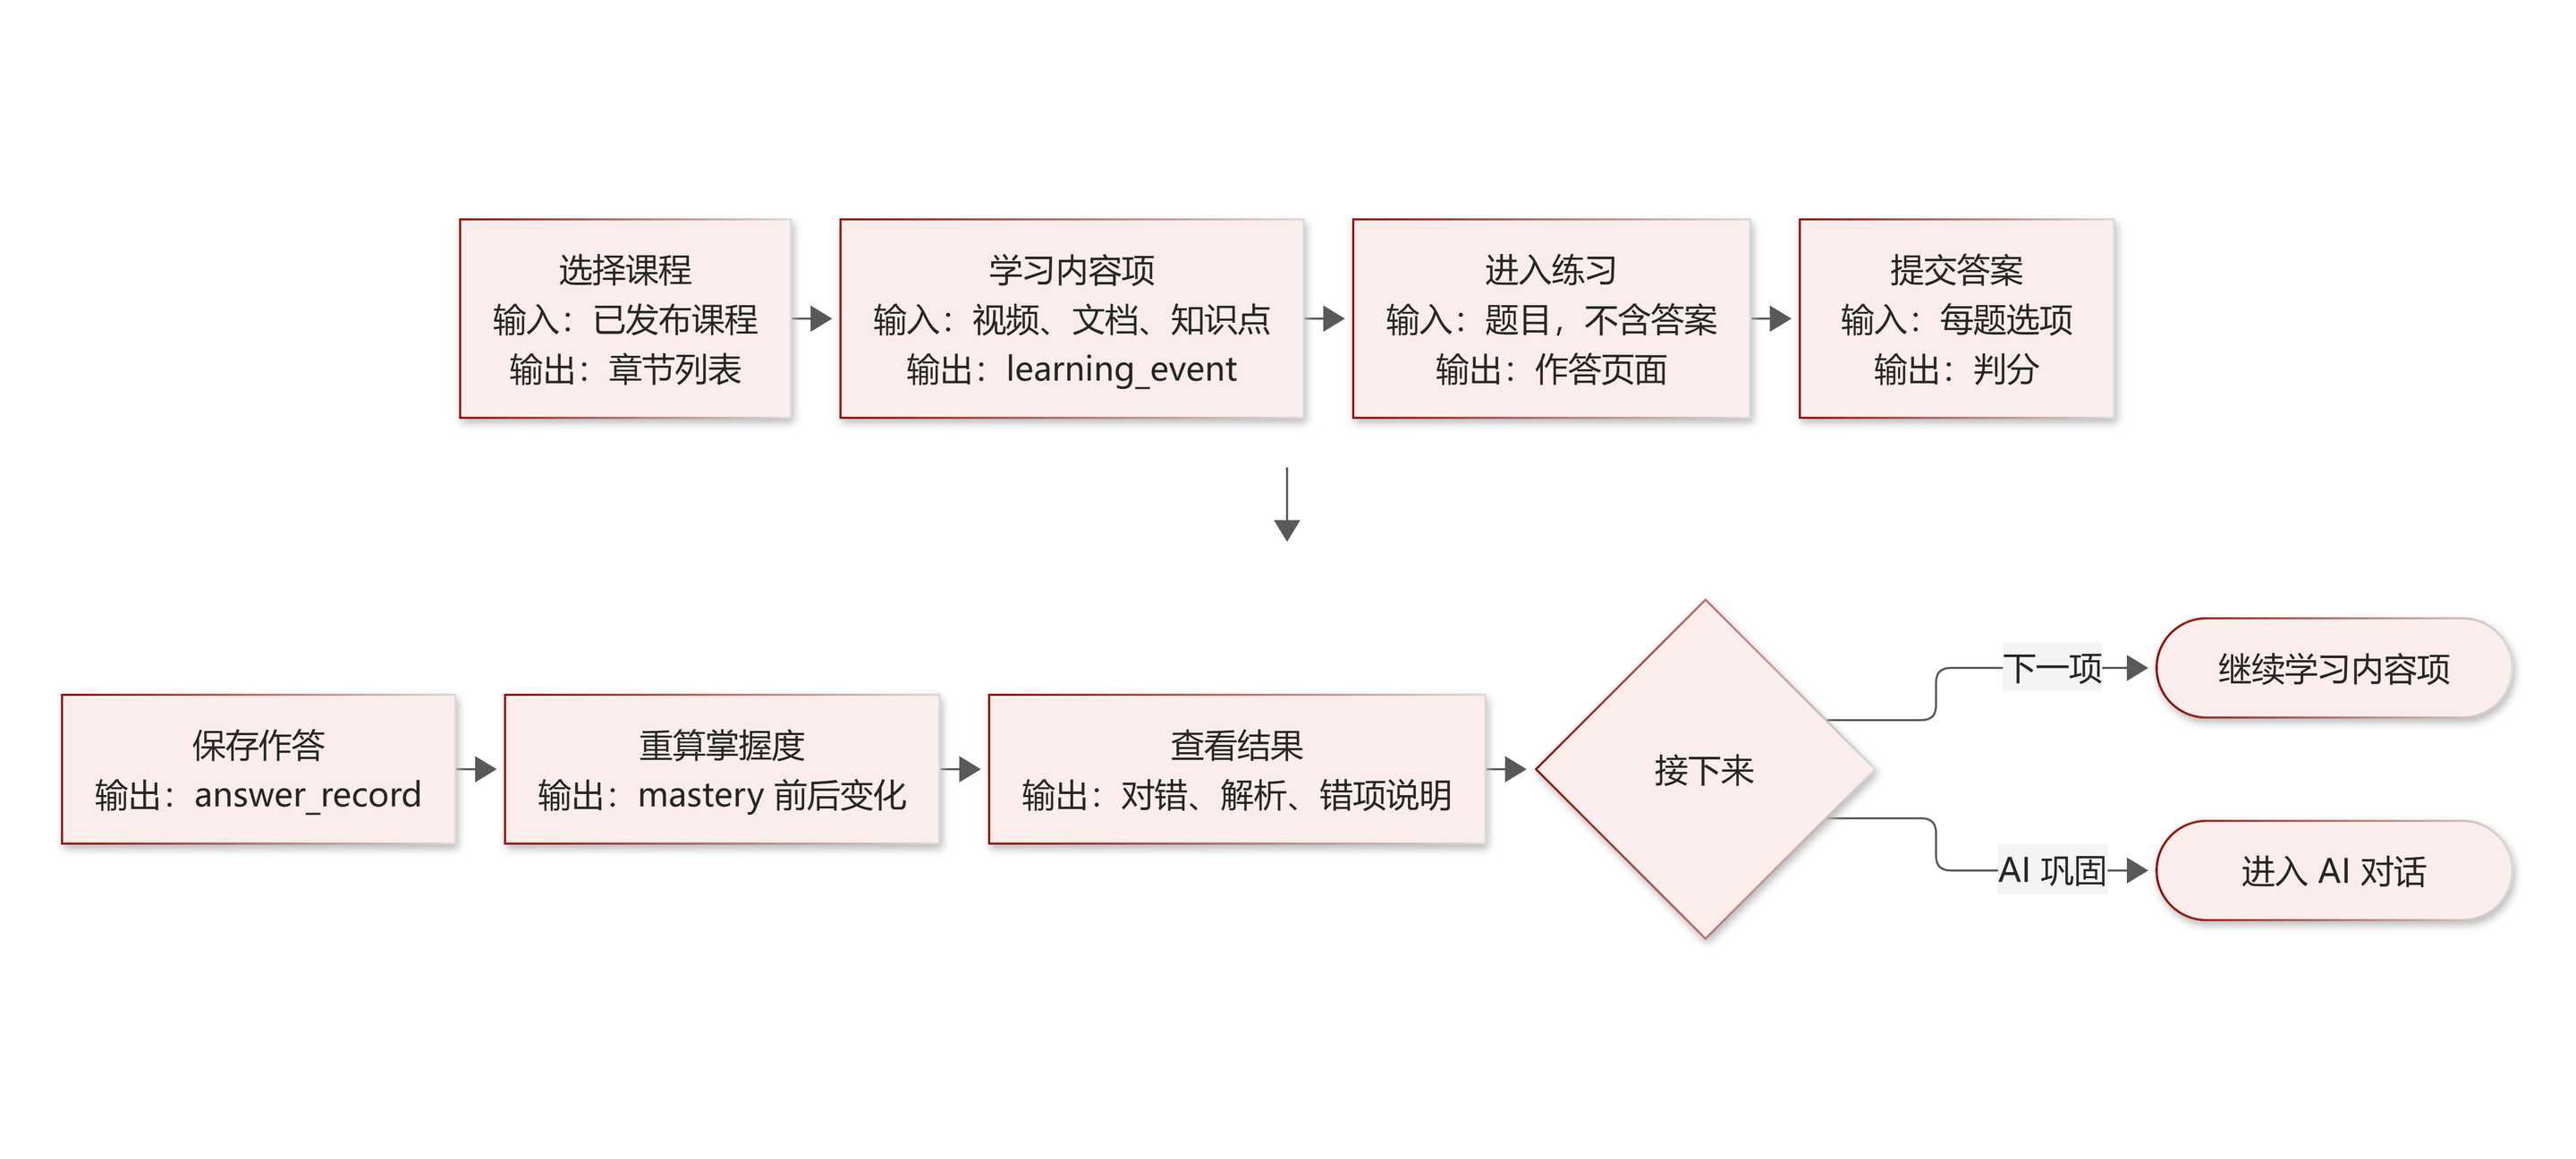 选择课程
输入：已发布课程
输出：章节列表
学习内容项
输入：视频、文档、知识点
输出：learning_event
进入练习
输入：题目，不含答案
输出：作答页面
提交答案
输入：每题选项
输出：判分
保存作答
输出：answer_record
重算掌握度
输出：mastery 前后变化
查看结果
输出：对错、解析、错项说明
接下来
下一项
继续学习内容项
AI 巩固
进入 AI 对话